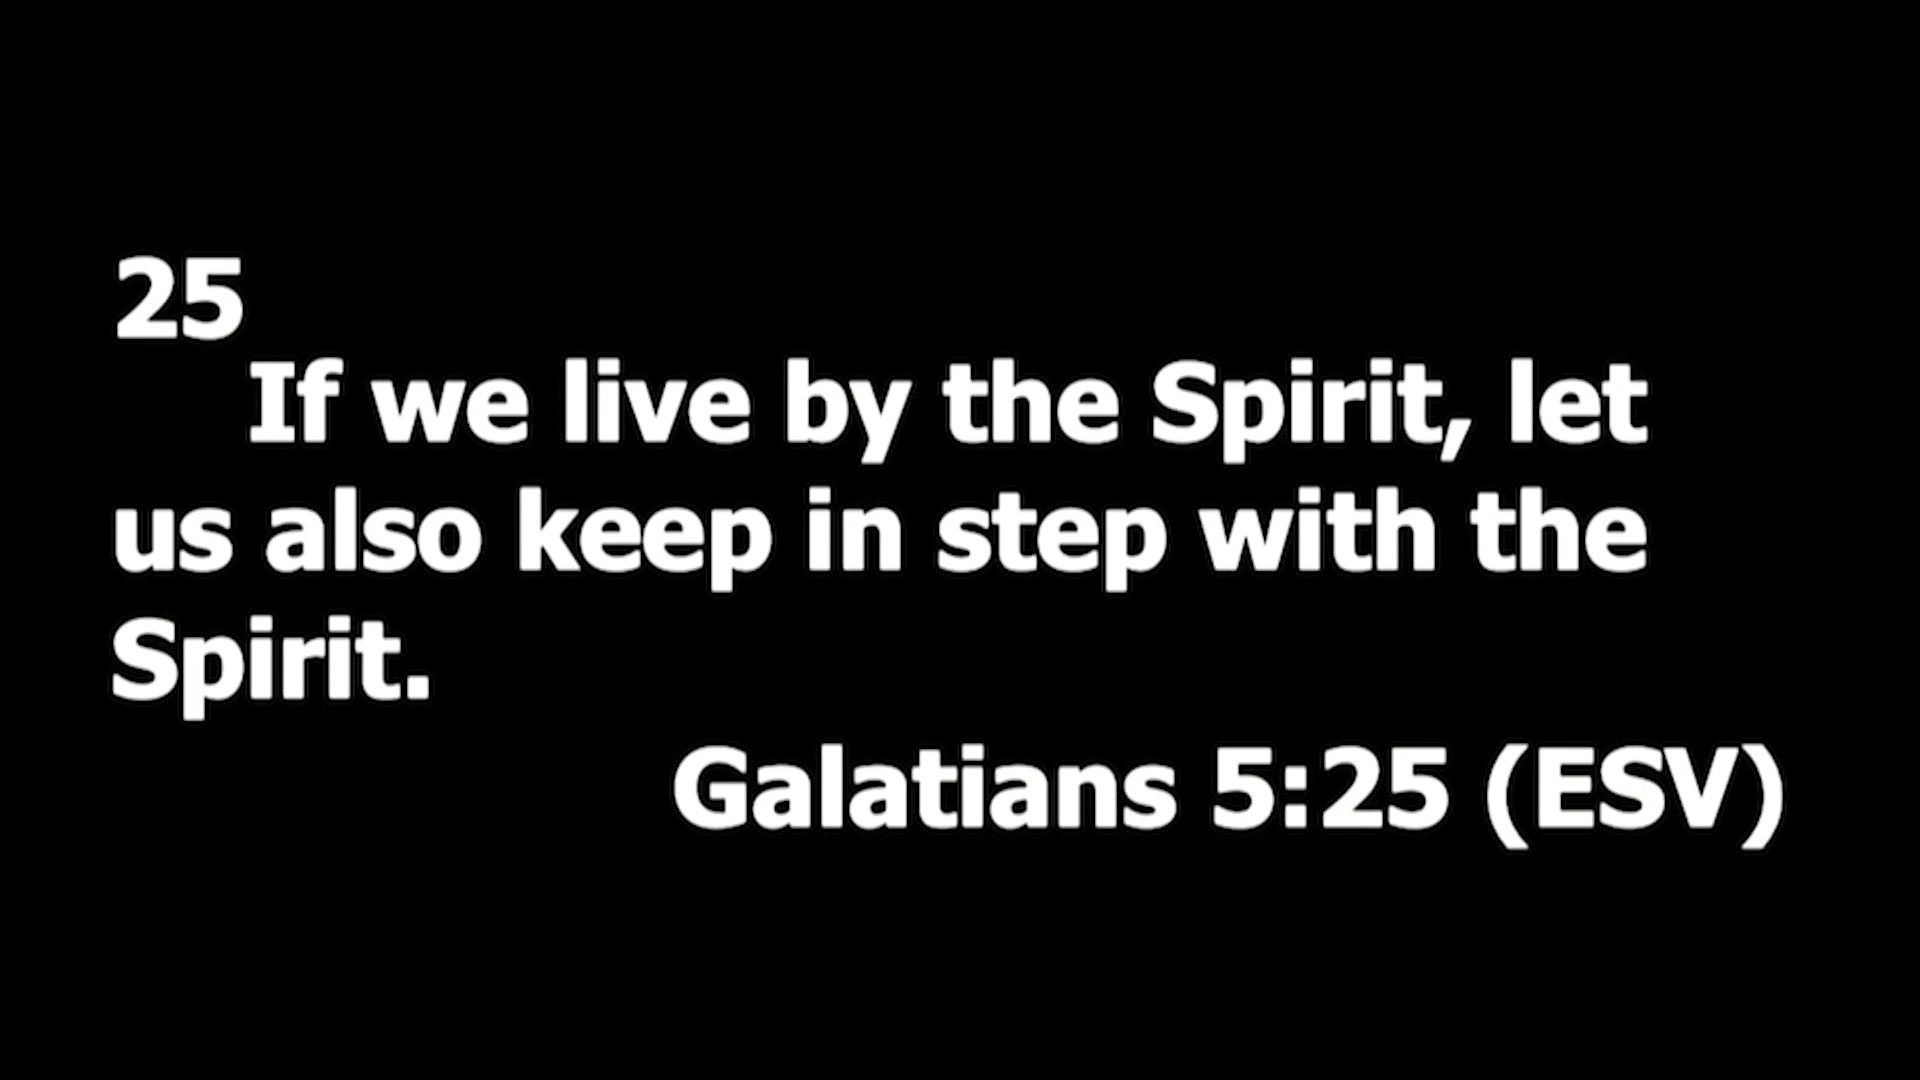 25
If we live by the Spirit, let
us also keep in step with the
Spirit.
Galatians 5:25 (ESV)